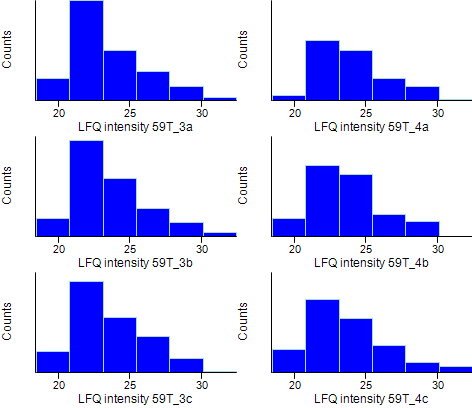 Counts
Counts
20 25 30
20 25 30
LFQ intensity 59T_3a
LFQ intensity 59T_4a
Counts
Counts
20 25 30
20 25 30
LFQ intensity 59T_3b
LFQ intensity 59T_4b
Counts
Counts
20 25 30
20 25 30
LFQ intensity 59T_3c
LFQ intensity 59T_4c